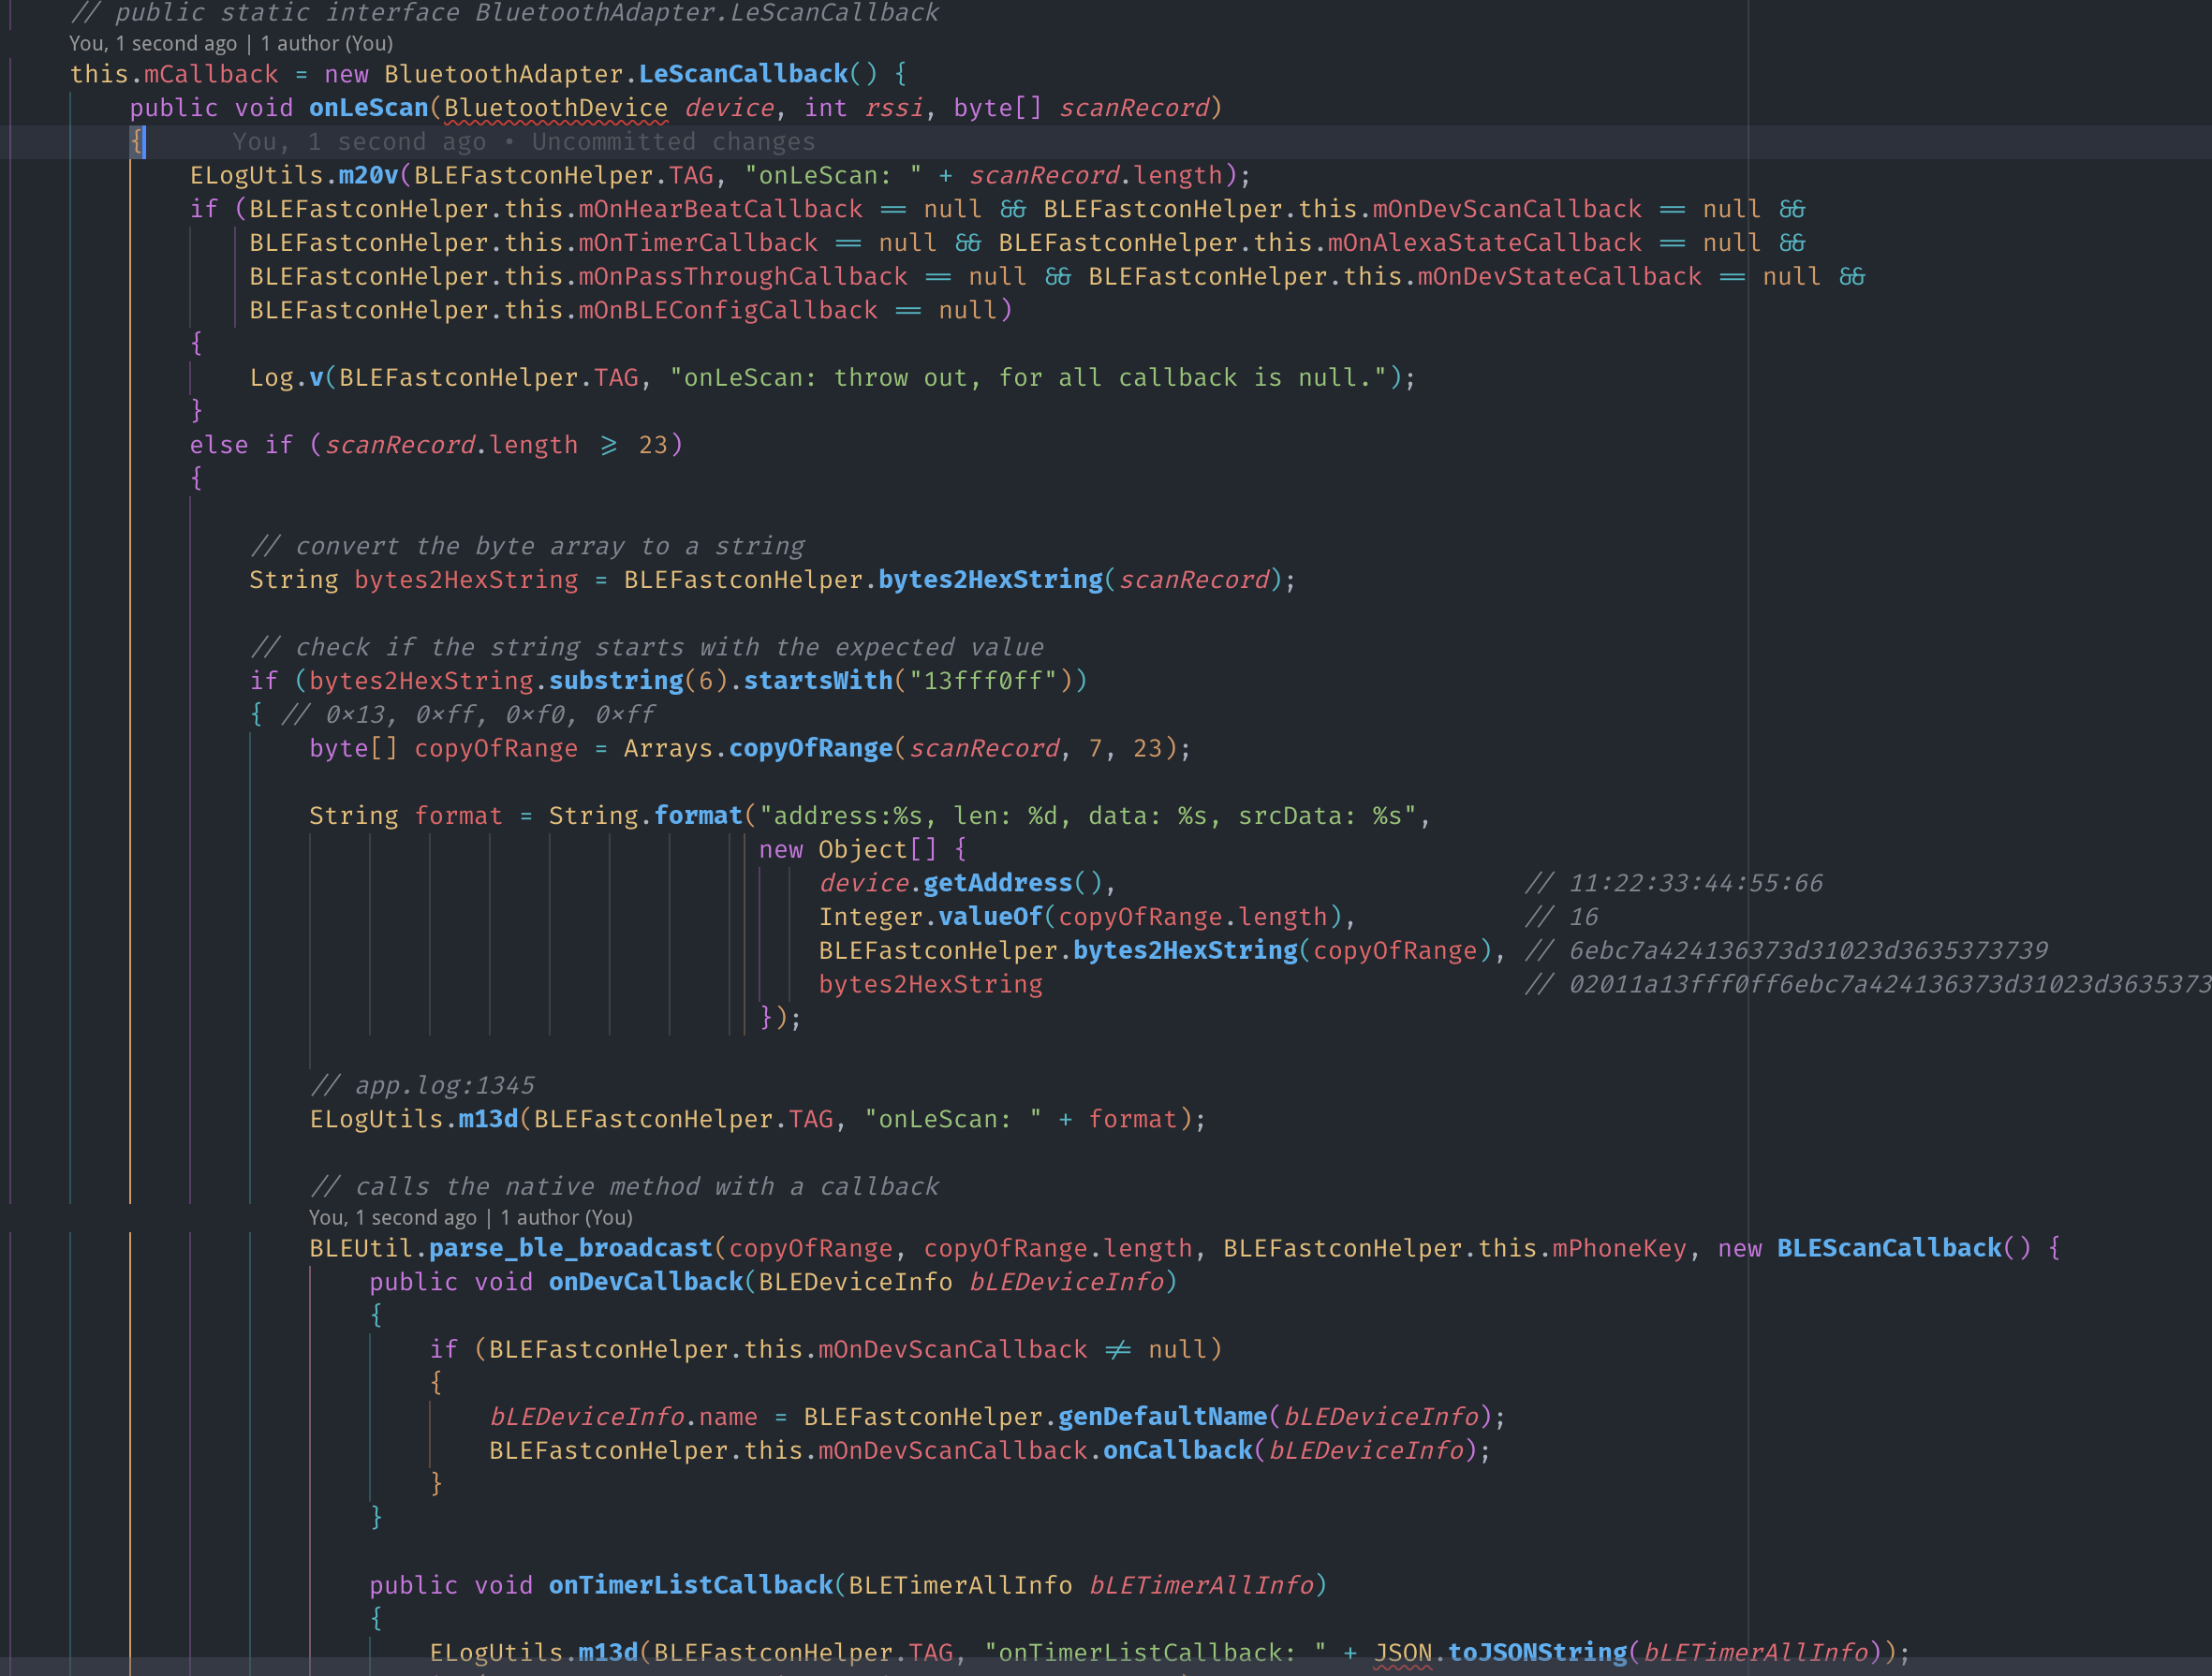 // public static interface BluetoothAdapter.LeScanCallback
You, 1 second ago | 1 author (You)
this.mCallback = new BluetoothAdapter.LeScanCallback() {
public void onLeScan(BluetoothDevice device, int rssi, byte[] scanRecord)
{ You, 1 second ago • Uncommitted changes
ELogUtils.m20v(BLEFastconHelper.TAG, "onLeScan: " + scanRecord.length);
if (BLEFastconHelper.this.mOnHearBeatCallback == null && BLEFastconHelper.this.mOnDevScanCallback == null &&
BLEFastconHelper.this.mOnTimerCallback == null && BLEFastconHelper.this.mOnAlexaStateCallback == null &&
BLEFastconHelper.this.mOnPassThroughCallback == null && BLEFastconHelper.this.mOnDevStateCallback == null &&
BLEFastconHelper.this.mOnBLEConfigCallback == null)
{
Log.v(BLEFastconHelper.TAG, "onLeScan: throw out, for all callback is null.");
}
else if (scanRecord.length >= 23)
{
// convert the byte array to a string
String bytes2HexString = BLEFastconHelper.bytes2HexString(scanRecord);
// check if the string starts with the expected value
if (bytes2HexString.substring(6).startsWith("13fff0ff"))
{ // 0×13, 0×ff, 0×f0, 0×ff
byte[] copyOfRange = Arrays.copyOfRange(scanRecord, 7, 23);
String format = String.format("address:%s, len: %d, data: %s, srcData: %s",
new Object[] {
device.getAddress(), // 11:22:33:44:55:66
Integer.valueOf(copyOfRange.length), // 16
BLEFastconHelper.bytes2HexString(copyOfRange), // 6ebc7a424136373d31023d3635373739
bytes2HexString // 02011a13fff0ff6ebc7a424136373d31023d3635373
});
// app.log:1345
ELogUtils.m13d(BLEFastconHelper.TAG, "onLeScan: " + format);
// calls the native method with a callback
You, 1 second ago | 1 author (You)
BLEUtil.parse_ble_broadcast(copyOfRange, copyOfRange.length, BLEFastconHelper.this.mPhoneKey, new BLEScanCallback() {
public void onDevCallback(BLEDeviceInfo bLEDeviceInfo)
{
if (BLEFastconHelper.this.mOnDevScanCallback != null)
{
bLEDeviceInfo.name = BLEFastconHelper.genDefaultName(bLEDeviceInfo);
BLEFastconHelper.this.mOnDevScanCallback.onCallback(bLEDeviceInfo);
}
}
public void onTimerListCallback(BLETimerAllInfo bLETimerAllInfo)
{
ELogUtils.m13d(BLEFastconHelper.TAG, "onTimerListCallback: " + JSON.toJSONString(bLETimerAllInfo));